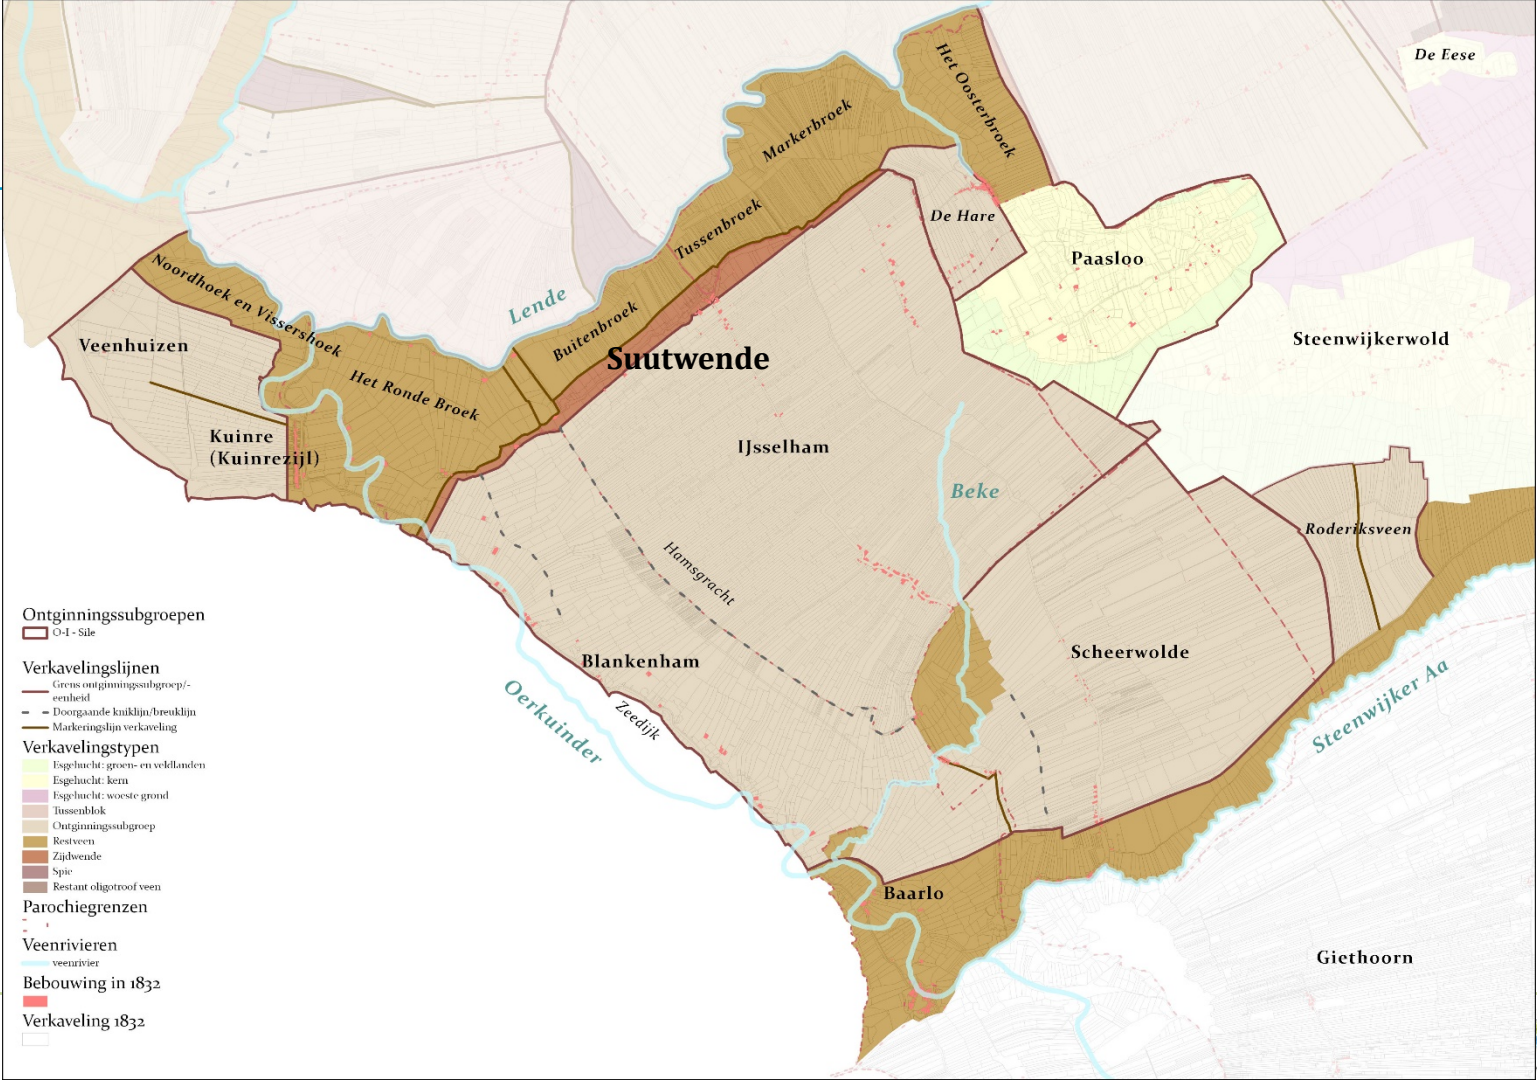 De Eese
Het Oosterbroek
Markerbroek
De Hare
Tussenbroek
Paasloo
Noordhoek en Vissershoek
Lende
Buitenbroek
Steenwijkerwold
Veenhuizen
Suutwende
Het Ronde Broek
Kuinre
(Kuinrezijl)
IJsselham
Beke
Roderiksveen
Hamsgracht
Blankenham
Scheerwolde
Oerkuinder
Zeedijk
Steenwijker Aa
Baarlo
Giethoorn
Ontginningssubgroepen
O-I - Sile
Verkavelingslijnen
Grens ontginningssubgroep/-
eenheid
Doorgaande kniklijn/breuklijn
Markeringslijn verkaveling
Verkavelingstypen
Esgehucht: groen- en veldlanden
Esgehucht: kern
Esgehucht: woeste grond
Tussenblok
Ontginningssubgroep
Restveen
Zijdwende
Spie
Restant oligotroof veen
Parochiegrenzen
Veenrivieren
veenrivier
Bebouwing in 1832
Verkaveling 1832